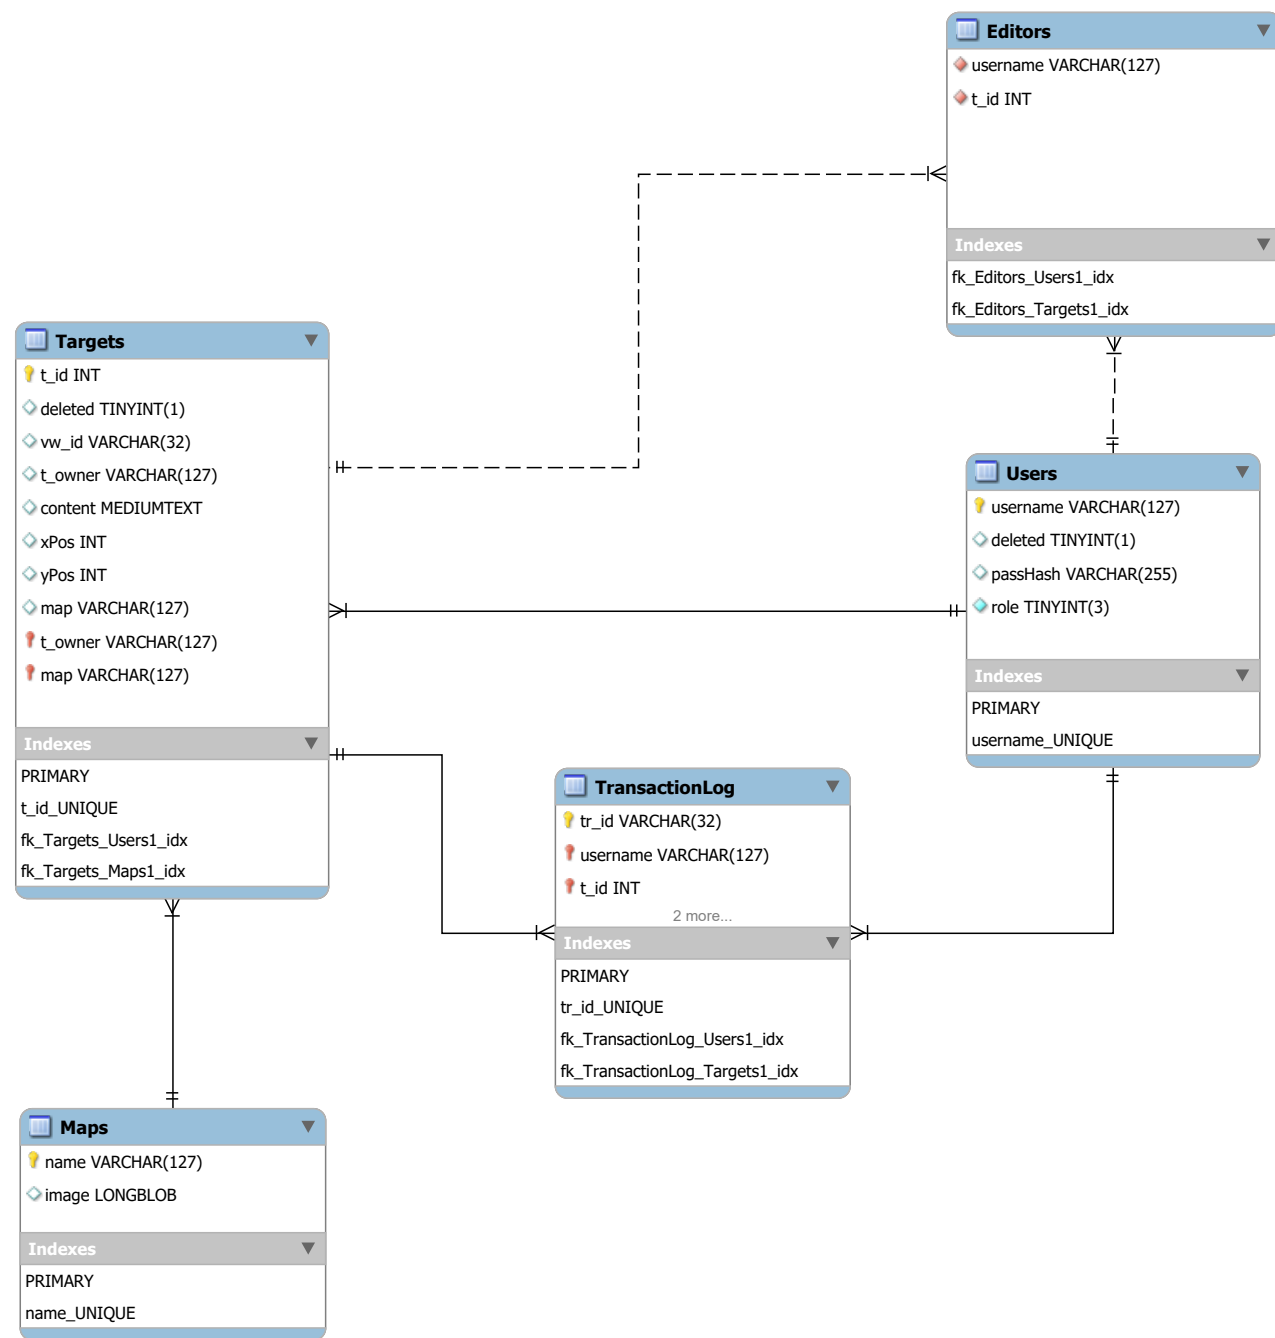 Editors
username VARCHAR(127)
t_id INT
Indexes
fk_Editors_Users1_idx
fk_Editors_Targets1_idx
Targets
t_id INT
deleted TINYINT(1)
vw_id VARCHAR(32)
t_owner VARCHAR(127)
content MEDIUMTEXT
xPos INT
yPos INT
map VARCHAR(127)
t_owner VARCHAR(127)
map VARCHAR(127)
Indexes
PRIMARY
t_id_UNIQUE
fk_Targets_Users1_idx
fk_Targets_Maps1_idx
Users
username VARCHAR(127)
deleted TINYINT(1)
passHash VARCHAR(255)
role TINYINT(3)
Indexes
PRIMARY
username_UNIQUE
TransactionLog
tr_id VARCHAR(32)
username VARCHAR(127)
t_id INT
2 more...
Indexes
PRIMARY
tr_id_UNIQUE
fk_TransactionLog_Users1_idx
fk_TransactionLog_Targets1_idx
Maps
name VARCHAR(127)
image LONGBLOB
Indexes
PRIMARY
name_UNIQUE